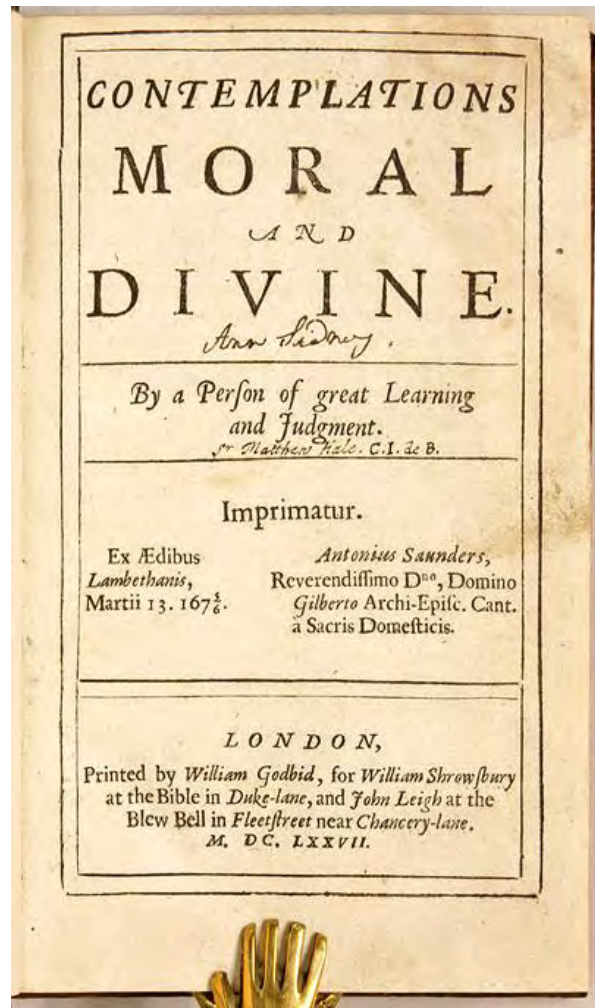 CONTEMPLATIONS
MORAL
AND
DIVINE.
Ann Sidney.
By a Perſon of great Learning
and Judgment.
Sr Matthew Hale. C.I. de B.
Imprimatur.
Ex Ædibus
Lambethanis,
Martii 13. 167⅚.
Antonius Saunders,
Reverendiſſimo Dⁿᵒ, Domino
Gilberto Archi-Epiſc. Cant.
à Sacris Domeſticis.
LONDON,
Printed by William Godbid, for William Shrowſbury
at the Bible in Duke-lane, and John Leigh at the
Blew Bell in Fleetſtreet near Chancery-lane.
M. DC. LXXVII.